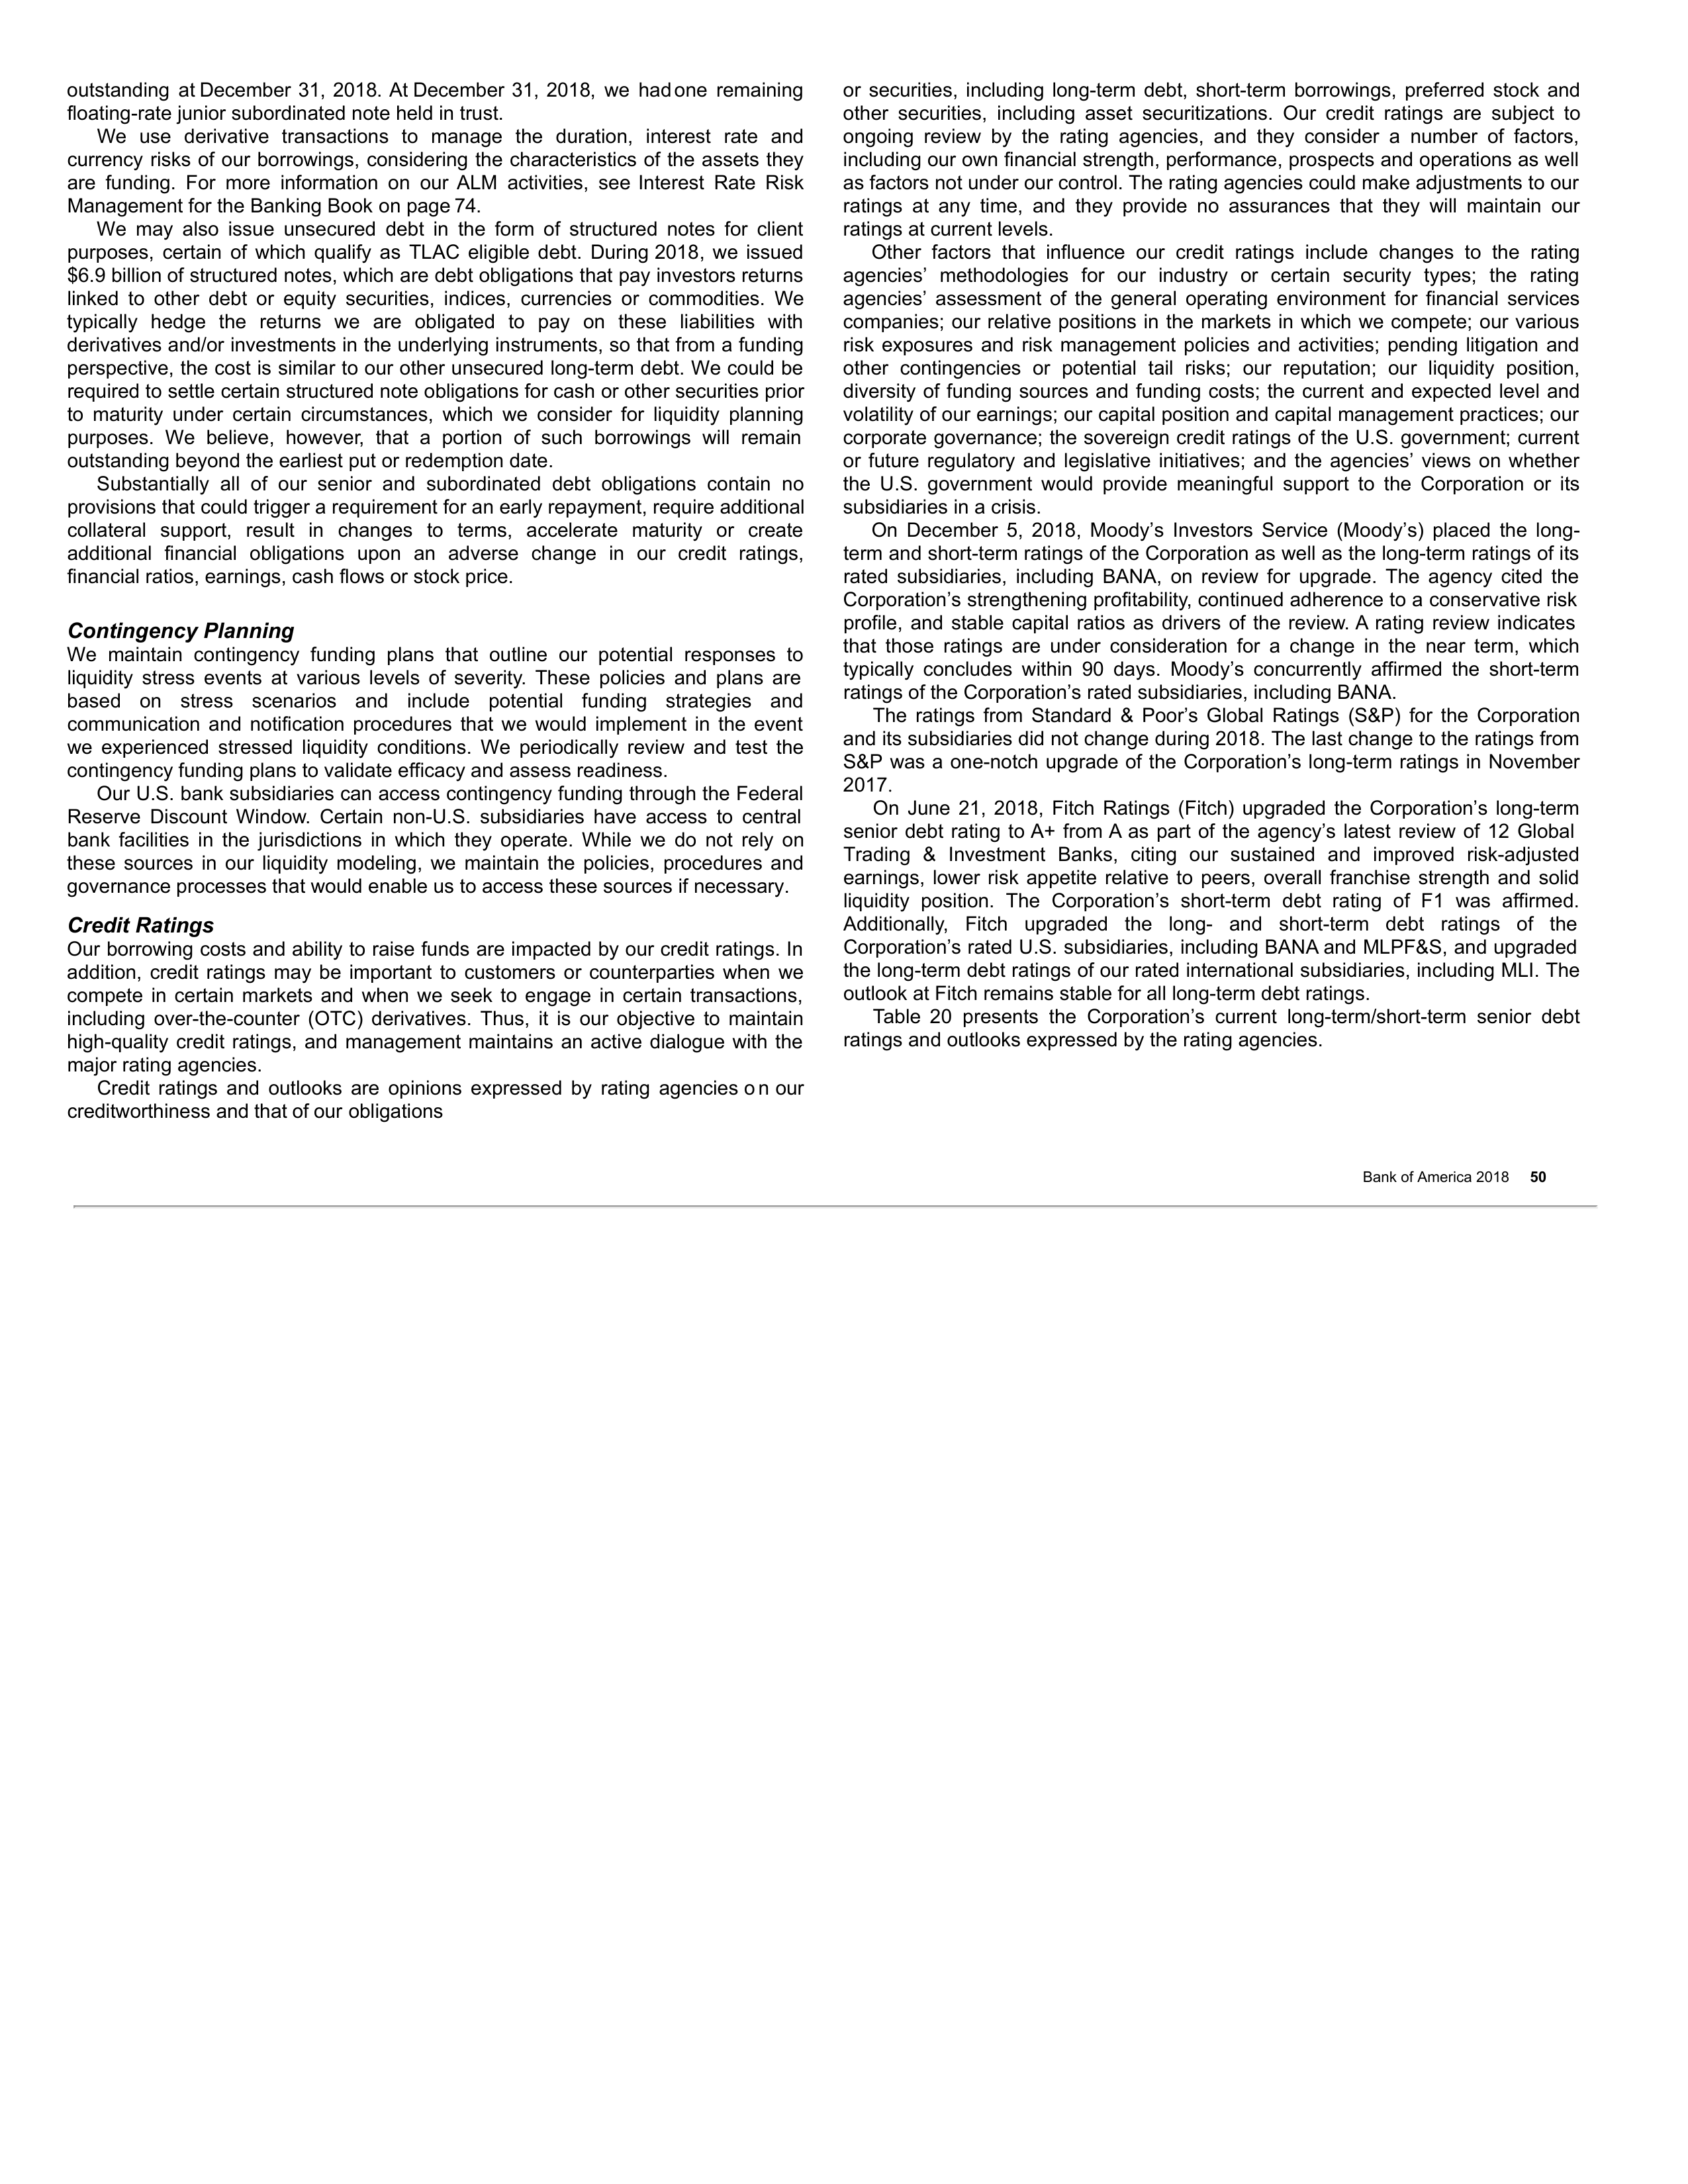 outstanding at December 31, 2018. At December 31, 2018, we had one remaining
floating-rate junior subordinated note held in trust.
We use derivative transactions to manage the duration, interest rate and
currency risks of our borrowings, considering the characteristics of the assets they
are funding. For more information on our ALM activities, see Interest Rate Risk
Management for the Banking Book on page 74.
We may also issue unsecured debt in the form of structured notes for client
purposes, certain of which qualify as TLAC eligible debt. During 2018, we issued
$6.9 billion of structured notes, which are debt obligations that pay investors returns
linked to other debt or equity securities, indices, currencies or commodities. We
typically hedge the returns we are obligated to pay on these liabilities with
derivatives and/or investments in the underlying instruments, so that from a funding
perspective, the cost is similar to our other unsecured long-term debt. We could be
required to settle certain structured note obligations for cash or other securities prior
to maturity under certain circumstances, which we consider for liquidity planning
purposes. We believe, however, that a portion of such borrowings will remain
outstanding beyond the earliest put or redemption date.
Substantially all of our senior and subordinated debt obligations contain no
provisions that could trigger a requirement for an early repayment, require additional
collateral support, result in changes to terms, accelerate maturity or create
additional financial obligations upon an adverse change in our credit ratings,
financial ratios, earnings, cash flows or stock price.
Contingency Planning
We maintain contingency funding plans that outline our potential responses to
liquidity stress events at various levels of severity. These policies and plans are
based on stress scenarios and include potential funding strategies and
communication and notification procedures that we would implement in the event
we experienced stressed liquidity conditions. We periodically review and test the
contingency funding plans to validate efficacy and assess readiness.
Our U.S. bank subsidiaries can access contingency funding through the Federal
Reserve Discount Window. Certain non-U.S. subsidiaries have access to central
bank facilities in the jurisdictions in which they operate. While we do not rely on
these sources in our liquidity modeling, we maintain the policies, procedures and
governance processes that would enable us to access these sources if necessary.
Credit Ratings
Our borrowing costs and ability to raise funds are impacted by our credit ratings. In
addition, credit ratings may be important to customers or counterparties when we
compete in certain markets and when we seek to engage in certain transactions,
including over-the-counter (OTC) derivatives. Thus, it is our objective to maintain
high-quality credit ratings, and management maintains an active dialogue with the
major rating agencies.
Credit ratings and outlooks are opinions expressed by rating agencies on our
creditworthiness and that of our obligations
or securities, including long-term debt, short-term borrowings, preferred stock and
other securities, including asset securitizations. Our credit ratings are subject to
ongoing review by the rating agencies, and they consider a number of factors,
including our own financial strength, performance, prospects and operations as well
as factors not under our control. The rating agencies could make adjustments to our
ratings at any time, and they provide no assurances that they will maintain our
ratings at current levels.
Other factors that influence our credit ratings include changes to the rating
agencies’ methodologies for our industry or certain security types; the rating
agencies’ assessment of the general operating environment for financial services
companies; our relative positions in the markets in which we compete; our various
risk exposures and risk management policies and activities; pending litigation and
other contingencies or potential tail risks; our reputation; our liquidity position,
diversity of funding sources and funding costs; the current and expected level and
volatility of our earnings; our capital position and capital management practices; our
corporate governance; the sovereign credit ratings of the U.S. government; current
or future regulatory and legislative initiatives; and the agencies’ views on whether
the U.S. government would provide meaningful support to the Corporation or its
subsidiaries in a crisis.
On December 5, 2018, Moody’s Investors Service (Moody’s) placed the long-
term and short-term ratings of the Corporation as well as the long-term ratings of its
rated subsidiaries, including BANA, on review for upgrade. The agency cited the
Corporation’s strengthening profitability, continued adherence to a conservative risk
profile, and stable capital ratios as drivers of the review. A rating review indicates
that those ratings are under consideration for a change in the near term, which
typically concludes within 90 days. Moody’s concurrently affirmed the short-term
ratings of the Corporation’s rated subsidiaries, including BANA.
The ratings from Standard & Poor’s Global Ratings (S&P) for the Corporation
and its subsidiaries did not change during 2018. The last change to the ratings from
S&P was a one-notch upgrade of the Corporation’s long-term ratings in November
2017.
On June 21, 2018, Fitch Ratings (Fitch) upgraded the Corporation’s long-term
senior debt rating to A+ from A as part of the agency’s latest review of 12 Global
Trading & Investment Banks, citing our sustained and improved risk-adjusted
earnings, lower risk appetite relative to peers, overall franchise strength and solid
liquidity position. The Corporation’s short-term debt rating of F1 was affirmed.
Additionally, Fitch upgraded the long- and short-term debt ratings of the
Corporation’s rated U.S. subsidiaries, including BANA and MLPF&S, and upgraded
the long-term debt ratings of our rated international subsidiaries, including MLI. The
outlook at Fitch remains stable for all long-term debt ratings.
Table 20 presents the Corporation’s current long-term/short-term senior debt
ratings and outlooks expressed by the rating agencies.
Bank of America 2018 50